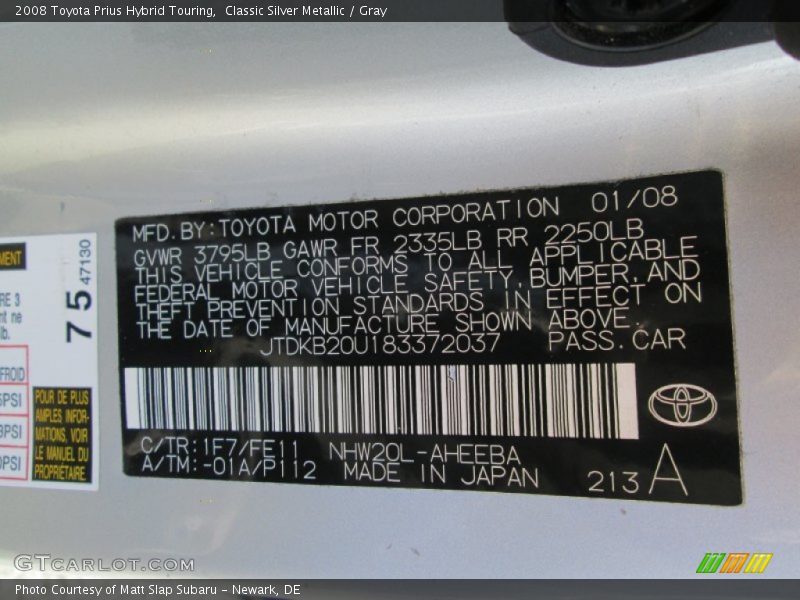 2008 Toyota Prius Hybrid Touring,  Classic Silver Metallic / Gray
MFD.BY:TOYOTA MOTOR CORPORATION 01/08
GVWR 3795LB GAWR FR 2335LB RR 2250LB
THIS VEHICLE CONFORMS TO ALL APPLICABLE
FEDERAL MOTOR VEHICLE SAFETY,BUMPER,AND
THEFT PREVENTION STANDARDS IN EFFECT ON
THE DATE OF MANUFACTURE SHOWN ABOVE.
JTDKB20U183372037 PASS.CAR
C/TR:1F7/FE11 NHW20L-AHEEBA
A/TM:-01A/P112 MADE IN JAPAN 213 A
47130
75
POUR DE PLUS
AMPLES INFOR-
MATIONS, VOIR
LE MANUEL DU
PROPRIÉTAIRE
GTCARLOT.COM
Photo Courtesy of Matt Slap Subaru – Newark, DE